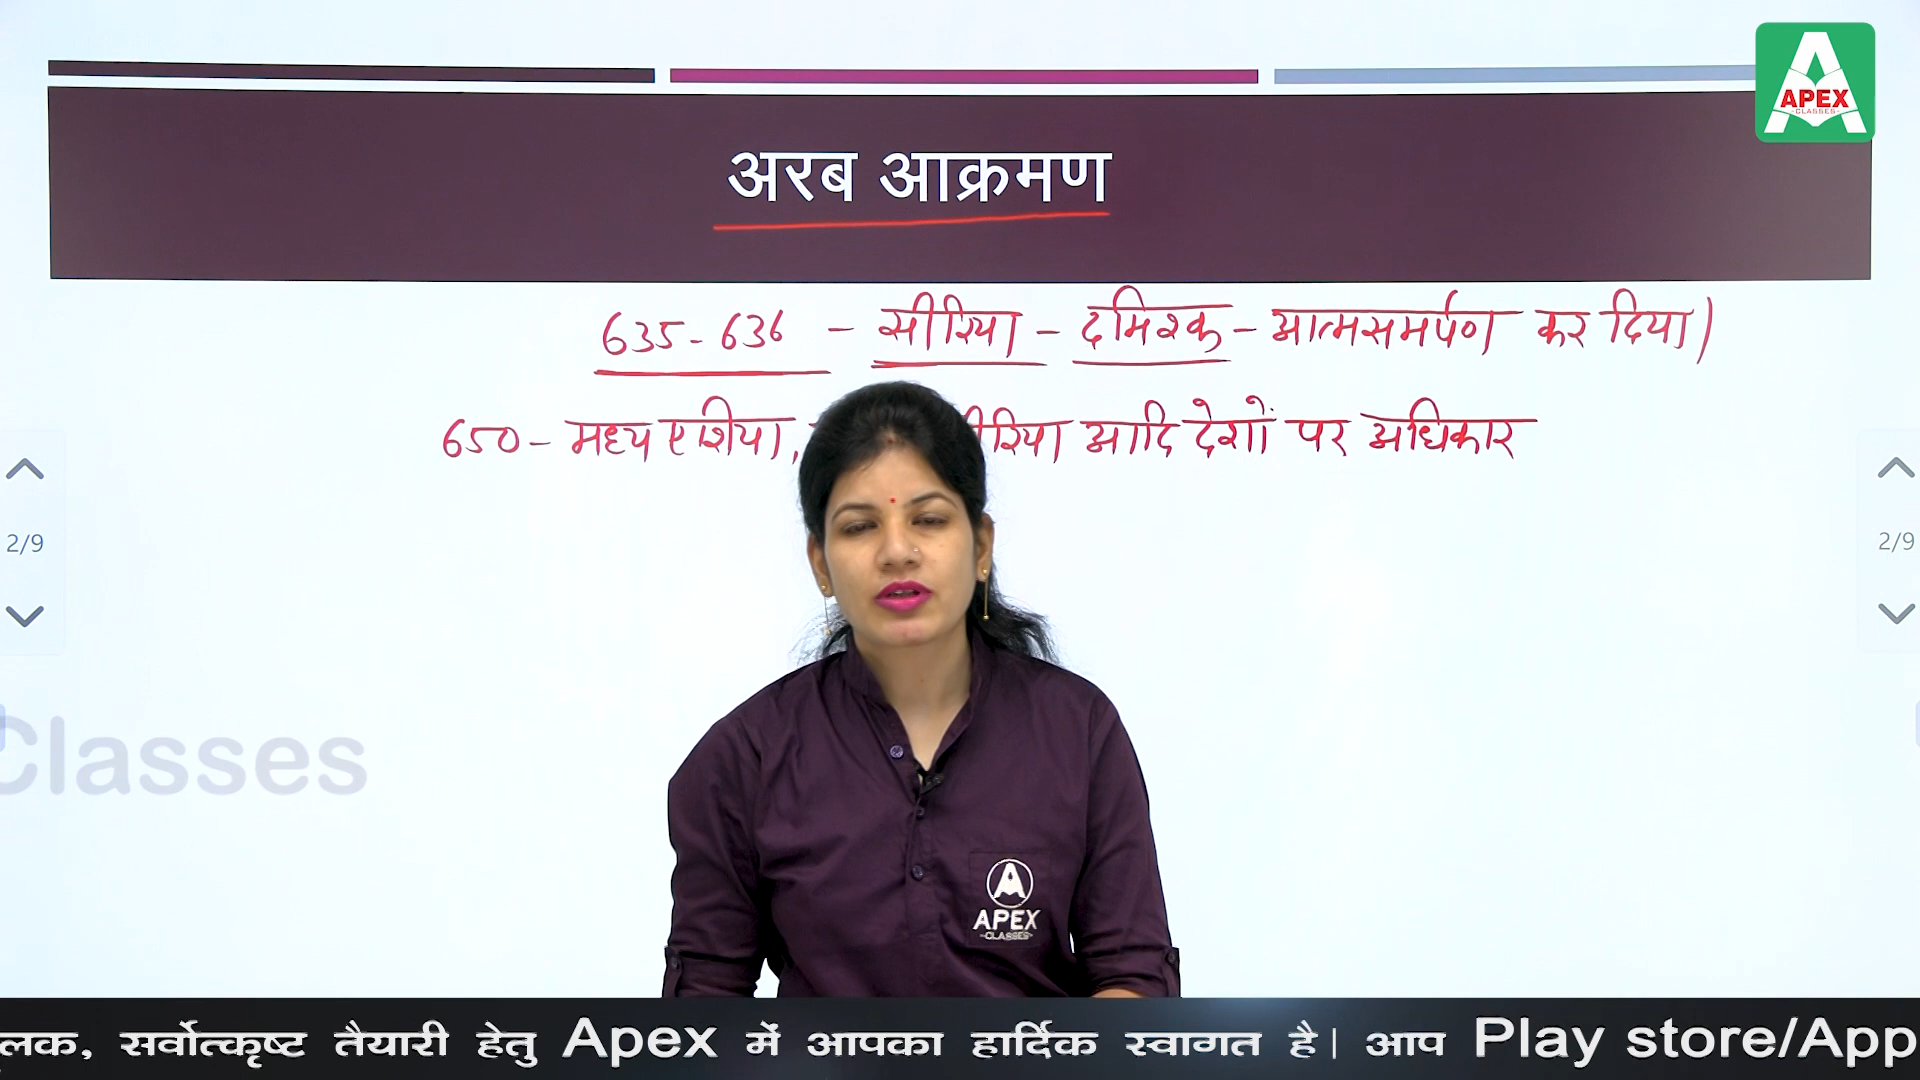 APEX
CLASSES
अरब आक्रमण
635-636 - सीरिया - दमिश्क - आत्मसमर्पण कर दिया।
650 - मध्य एशिया, आदि देशों पर अधिकार
2/9
2/9
Classes
APEX
CLASSES
सर्वोत्कृष्ट तैयारी हेतु Apex में आपका हार्दिक स्वागत है। आप Play store/App